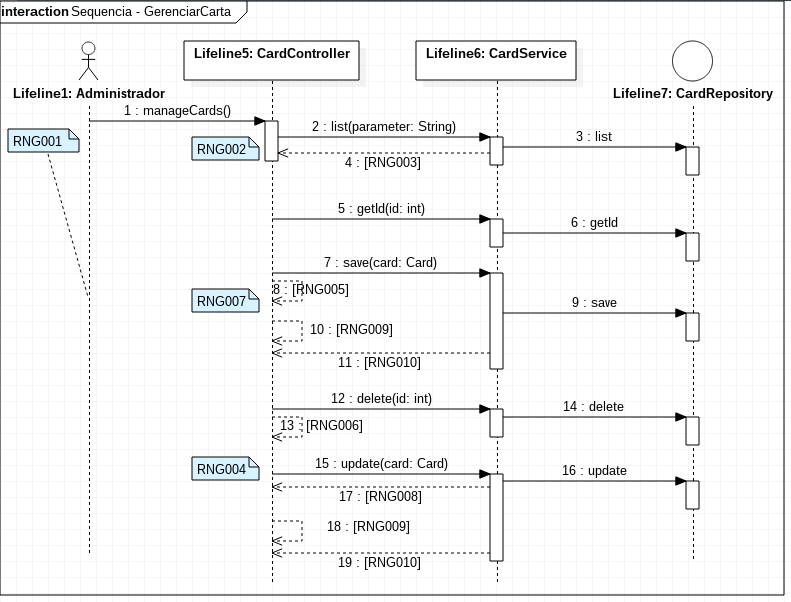 interaction Sequencia - GerenciarCarta
Lifeline5: CardController
Lifeline6: CardService
Lifeline1: Administrador
Lifeline7: CardRepository
1 : manageCards()
2 : list(parameter: String)
3 : list
RNG001
RNG002
4 : [RNG003]
5 : getId(id: int)
6 : getId
7 : save(card: Card)
8 : [RNG005]
RNG007
9 : save
10 : [RNG009]
11 : [RNG010]
12 : delete(id: int)
14 : delete
13 : [RNG006]
RNG004
15 : update(card: Card)
16 : update
17 : [RNG008]
18 : [RNG009]
19 : [RNG010]